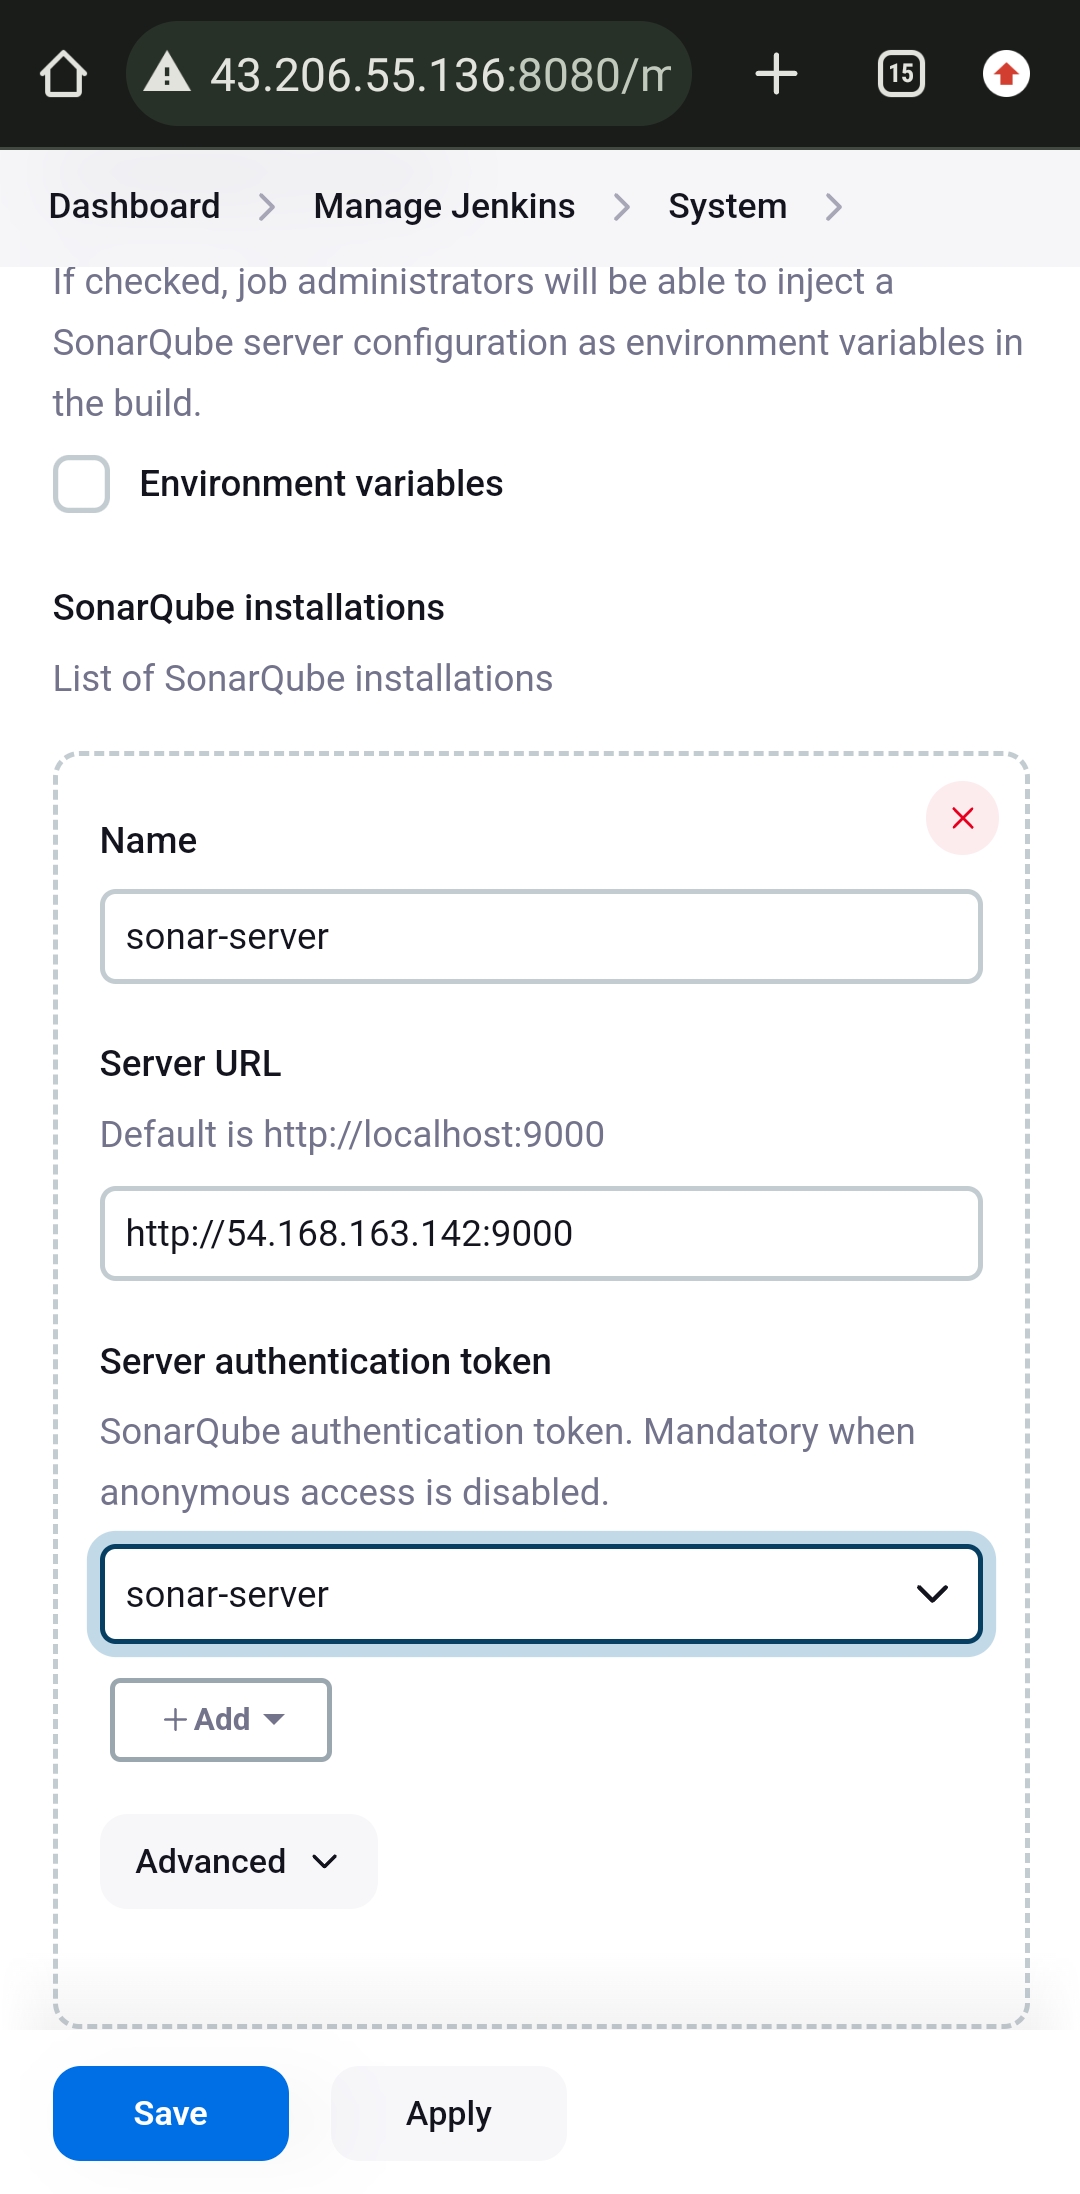 43.206.55.136:8080/m
15
Dashboard > Manage Jenkins > System >
If checked, job administrators will be able to inject a
SonarQube server configuration as environment variables in
the build.
Environment variables
SonarQube installations
List of SonarQube installations
Name
sonar-server
Server URL
Default is http://localhost:9000
http://54.168.163.142:9000
Server authentication token
SonarQube authentication token. Mandatory when
anonymous access is disabled.
sonar-server
+ Add
Advanced
Save Apply